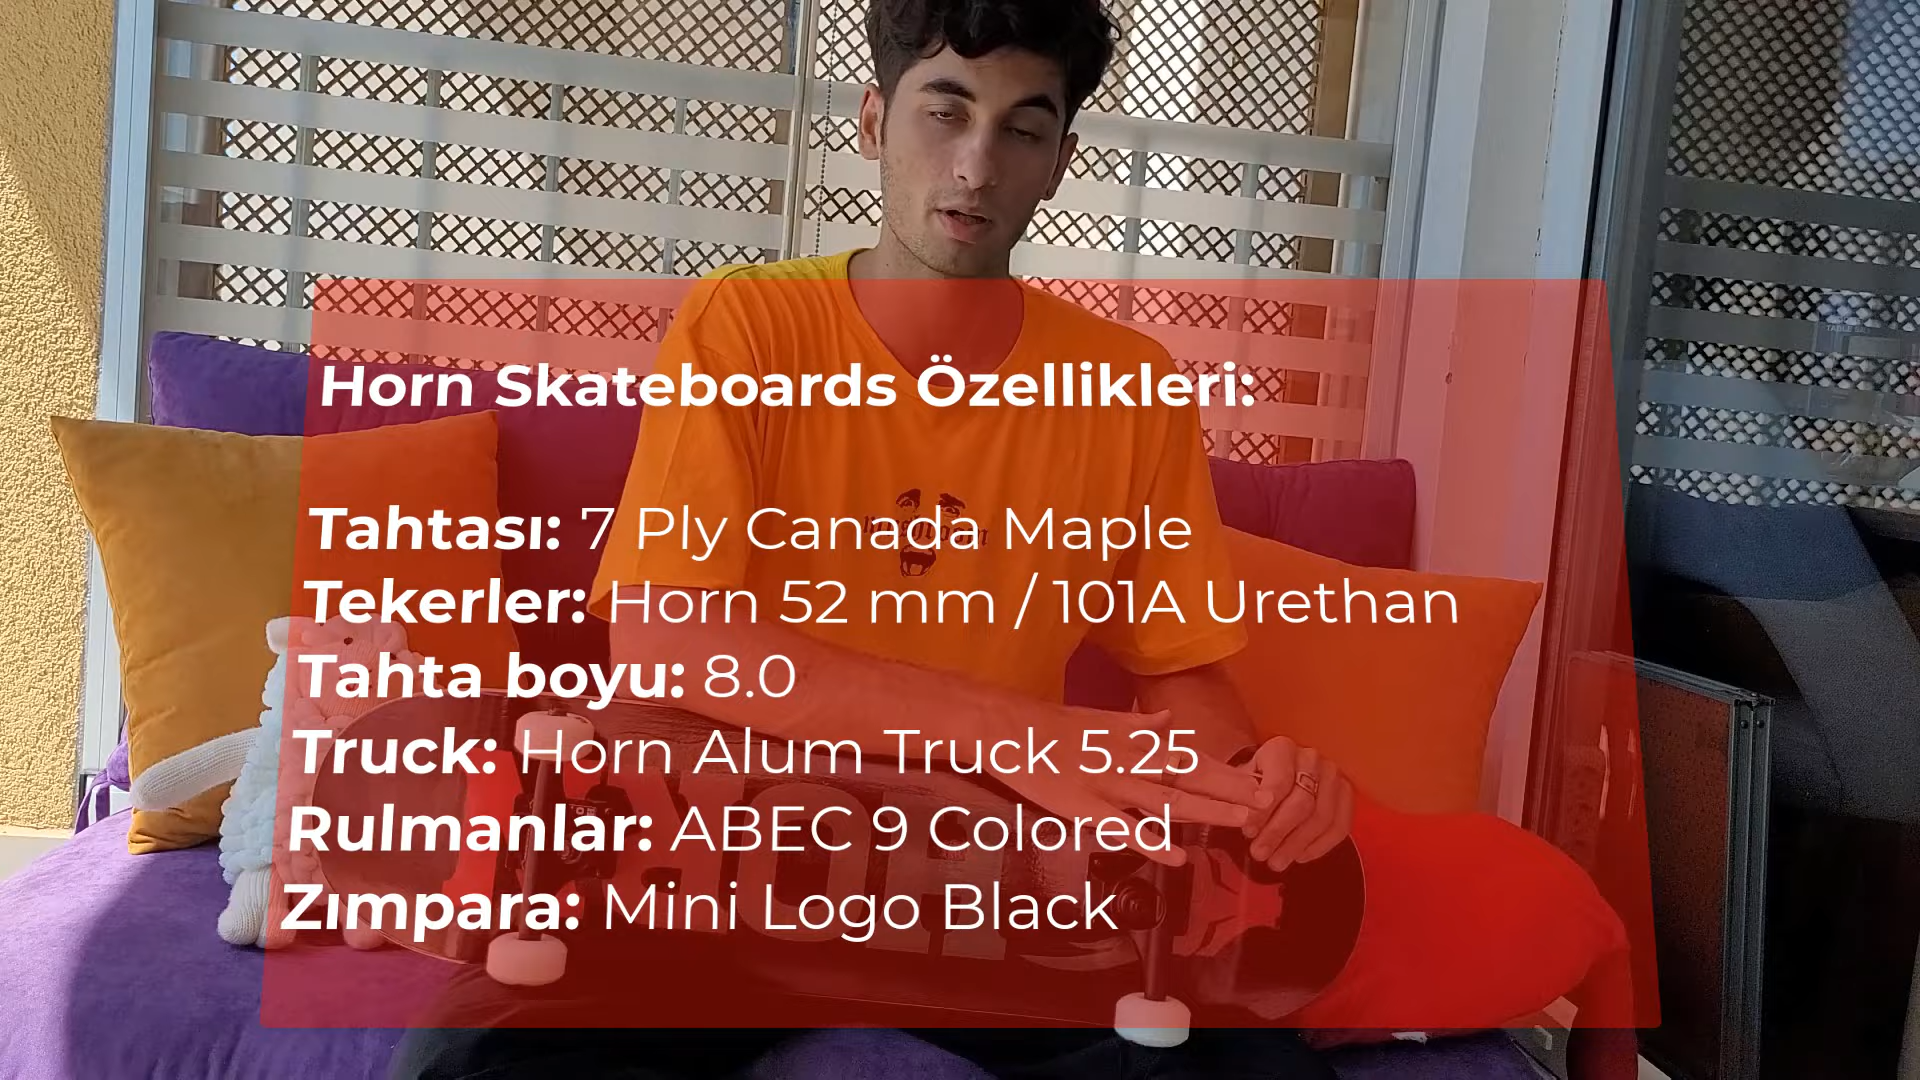 Horn Skateboards Özellikleri:
Tahtası: 7 Ply Canada Maple
Tekerler: Horn 52 mm / 101A Urethan
Tahta boyu: 8.0
Truck: Horn Alum Truck 5.25
Rulmanlar: ABEC 9 Colored
Zımpara: Mini Logo Black
HORN